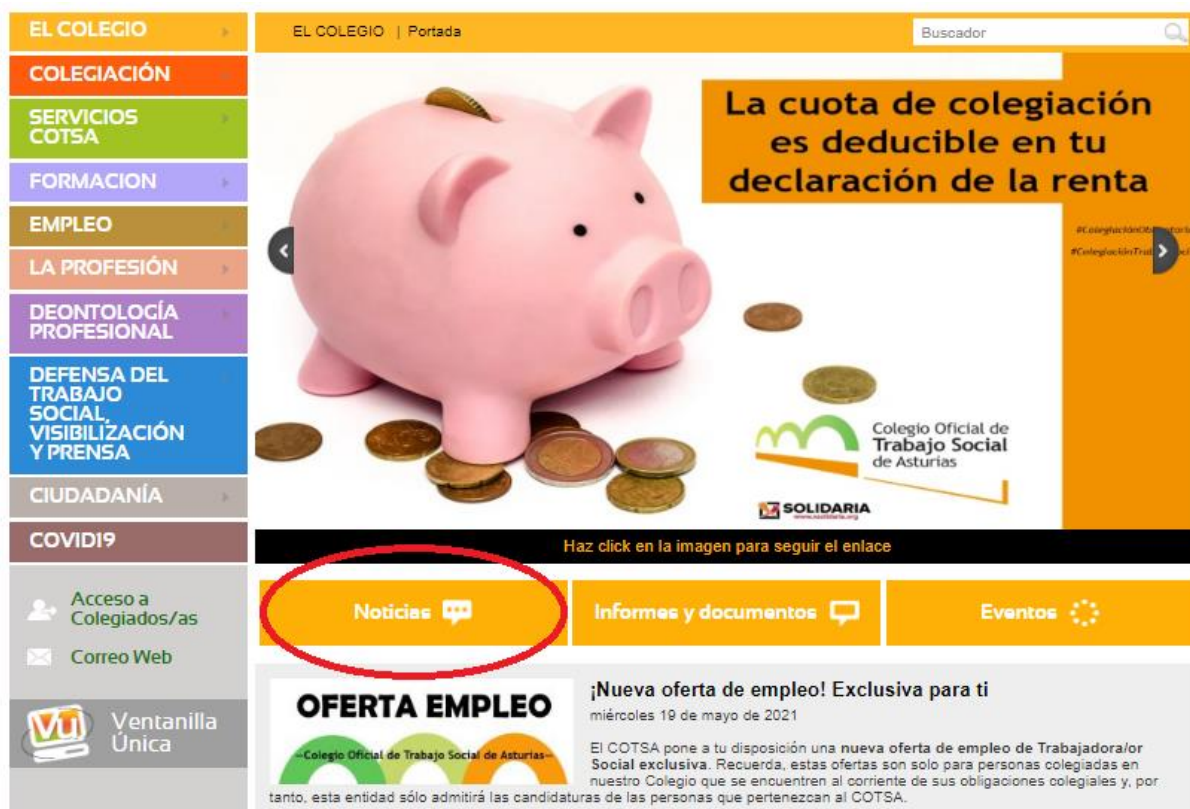 EL COLEGIO
COLEGIACIÓN
SERVICIOS
COTSA
FORMACION
EMPLEO
LA PROFESIÓN
DEONTOLOGÍA
PROFESIONAL
DEFENSA DEL
TRABAJO
SOCIAL,
VISIBILIZACIÓN
Y PRENSA
CIUDADANÍA
COVID19
Acceso a
Colegiados/as
Correo Web
Vu Ventanilla
Única
EL COLEGIO | Portada
Buscador
La cuota de colegiación
es deducible en tu
declaración de la renta
Colegio Oficial de
Trabajo Social
de Asturias
X SOLIDARIA
Haz click en la imagen para seguir el enlace
Noticias
Informes y documentos
Eventos
OFERTA EMPLEO
-Colegio Oficial de Trabajo Social de Asturias-
¡Nueva oferta de empleo! Exclusiva para ti
miércoles 19 de mayo de 2021
El COTSA pone a tu disposición una nueva oferta de empleo de Trabajadora/or
Social exclusiva. Recuerda, estas ofertas son solo para personas colegiadas en
nuestro Colegio que se encuentren al corriente de sus obligaciones colegiales y, por
tanto, esta entidad sólo admitirá las candidaturas de las personas que pertenezcan al COTSA.